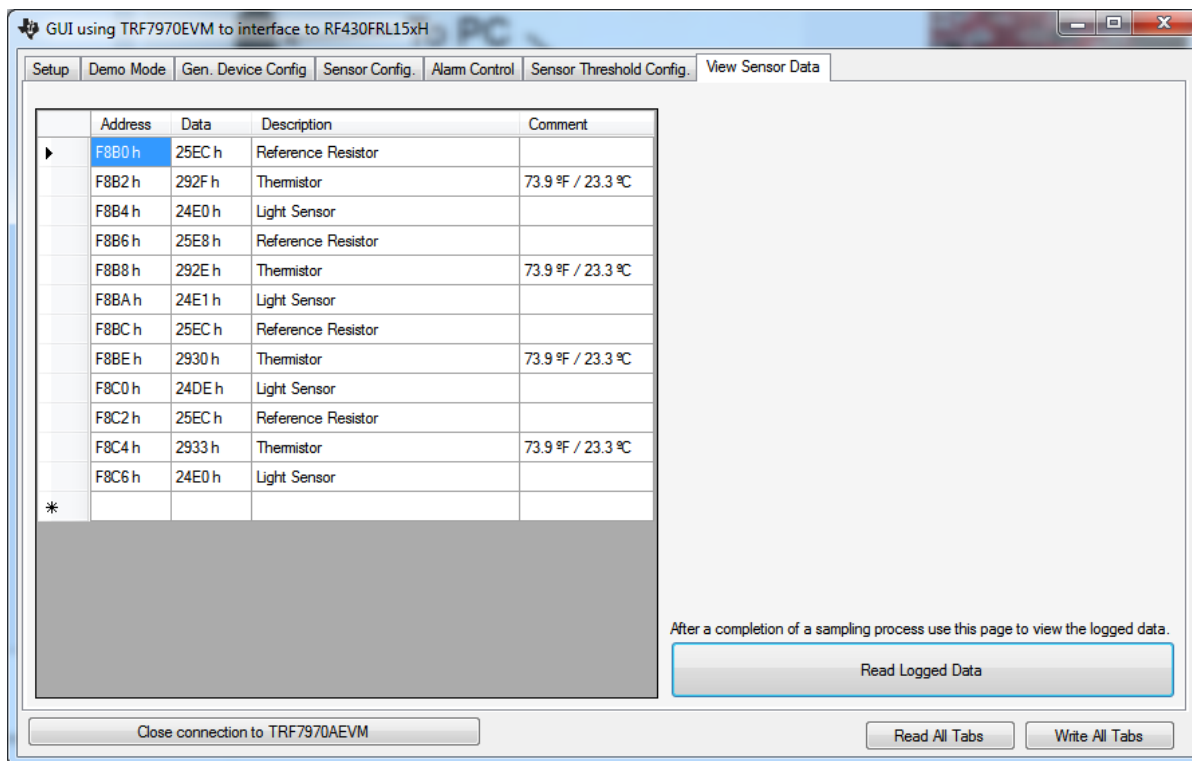 To PC
GUI using TRF7970EVM to interface to RF430FRL15xH
Setup Demo Mode Gen. Device Config Sensor Config. Alarm Control Sensor Threshold Config. View Sensor Data
Address Data Description Comment
F8B0 h 25EC h Reference Resistor
F8B2 h 292F h Thermistor 73.9 ºF / 23.3 ºC
F8B4 h 24E0 h Light Sensor
F8B6 h 25E8 h Reference Resistor
F8B8 h 292E h Thermistor 73.9 ºF / 23.3 ºC
F8BA h 24E1 h Light Sensor
F8BC h 25EC h Reference Resistor
F8BE h 2930 h Thermistor 73.9 ºF / 23.3 ºC
F8C0 h 24DE h Light Sensor
F8C2 h 25EC h Reference Resistor
F8C4 h 2933 h Thermistor 73.9 ºF / 23.3 ºC
F8C6 h 24E0 h Light Sensor
After a completion of a sampling process use this page to view the logged data.
Read Logged Data
Close connection to TRF7970AEVM Read All Tabs Write All Tabs